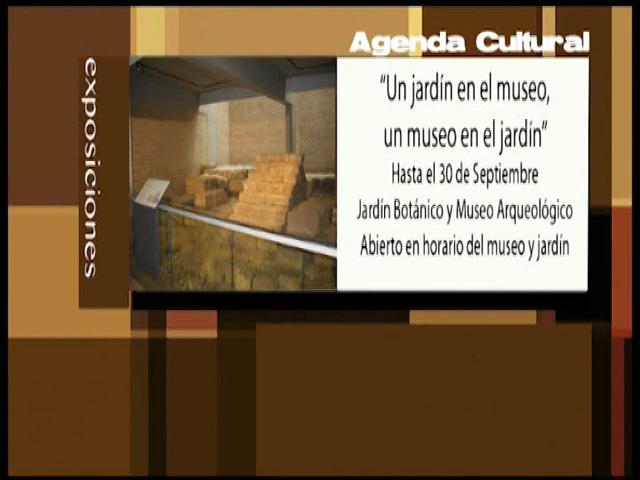 Agenda Cultural
exposiciones
“Un jardín en el museo,
un museo en el jardín”
Hasta el 30 de Septiembre
Jardín Botánico y Museo Arqueológico
Abierto en horario del museo y jardín